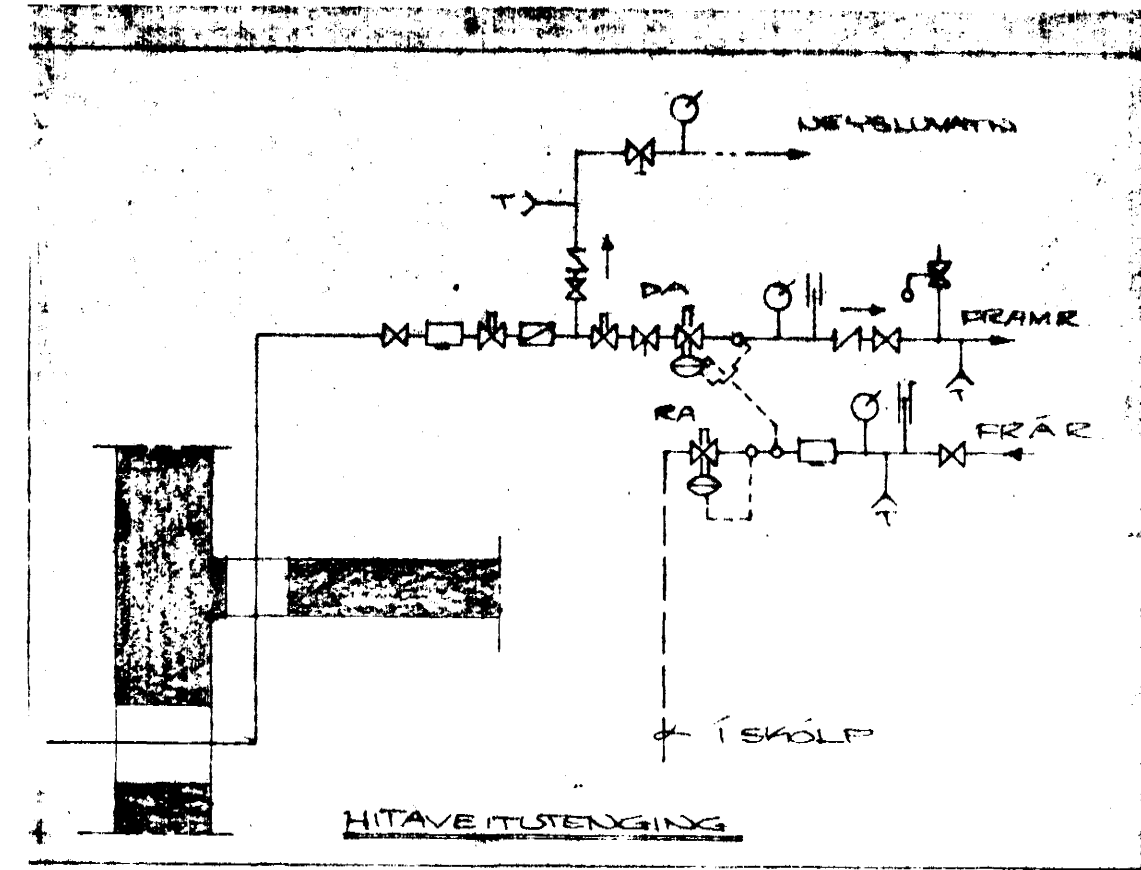 NEYSLUVATN
T
DA
FRAMR
T
RA
FRÁR
T
Í SKÓLP
HITAVEITUTENGING